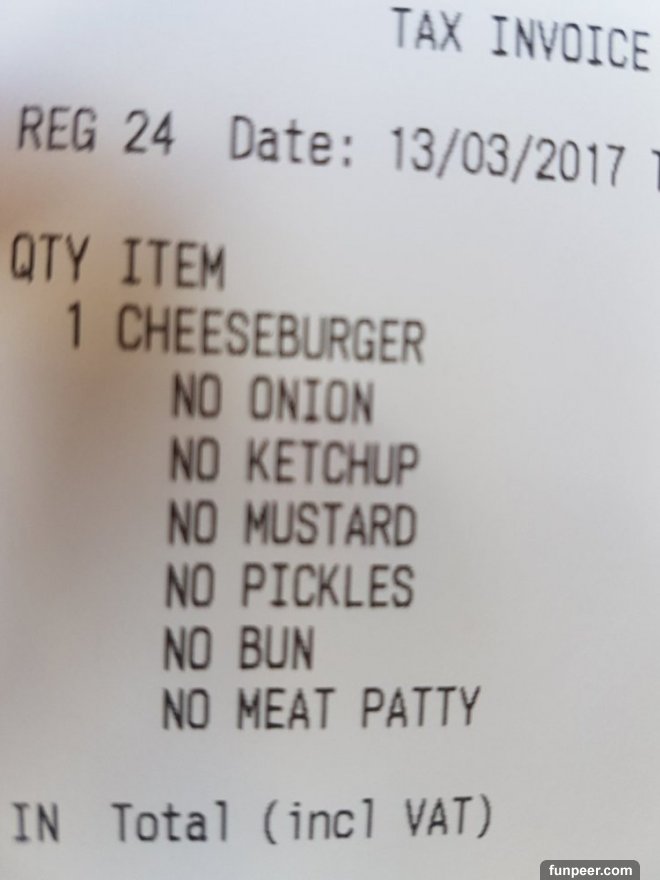 TAX INVOICE
REG 24 Date: 13/03/2017
QTY ITEM
1 CHEESEBURGER
NO ONION
NO KETCHUP
NO MUSTARD
NO PICKLES
NO BUN
NO MEAT PATTY
IN Total (incl VAT)
funpeer.com